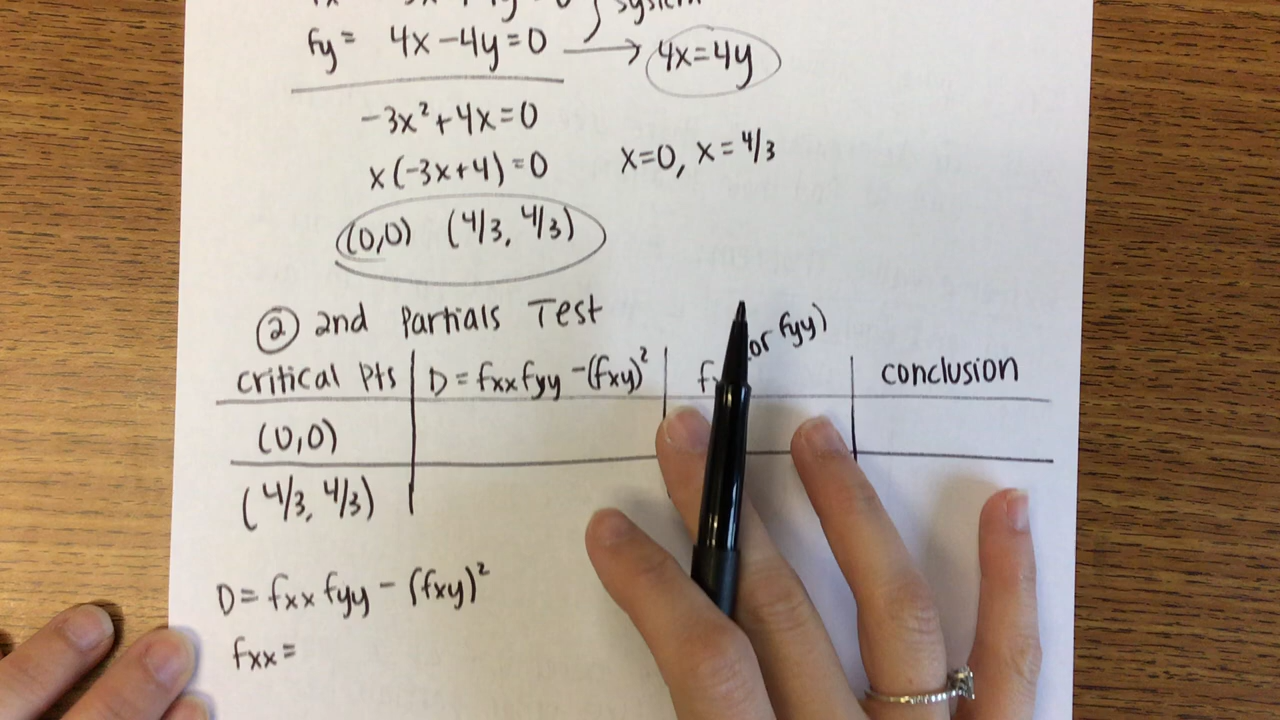 system
fy = 4x-4y=0 → 4x=4y
-3x²+4x=0
x(-3x+4)=0 x=0, x=4/3
(0,0) (4/3, 4/3)
② 2nd Partials Test
critical Pts D=fxxfyy-(fxy)² or fyy) conclusion
(0,0)
(4/3, 4/3)
D= fxx fyy - (fxy)²
fxx=